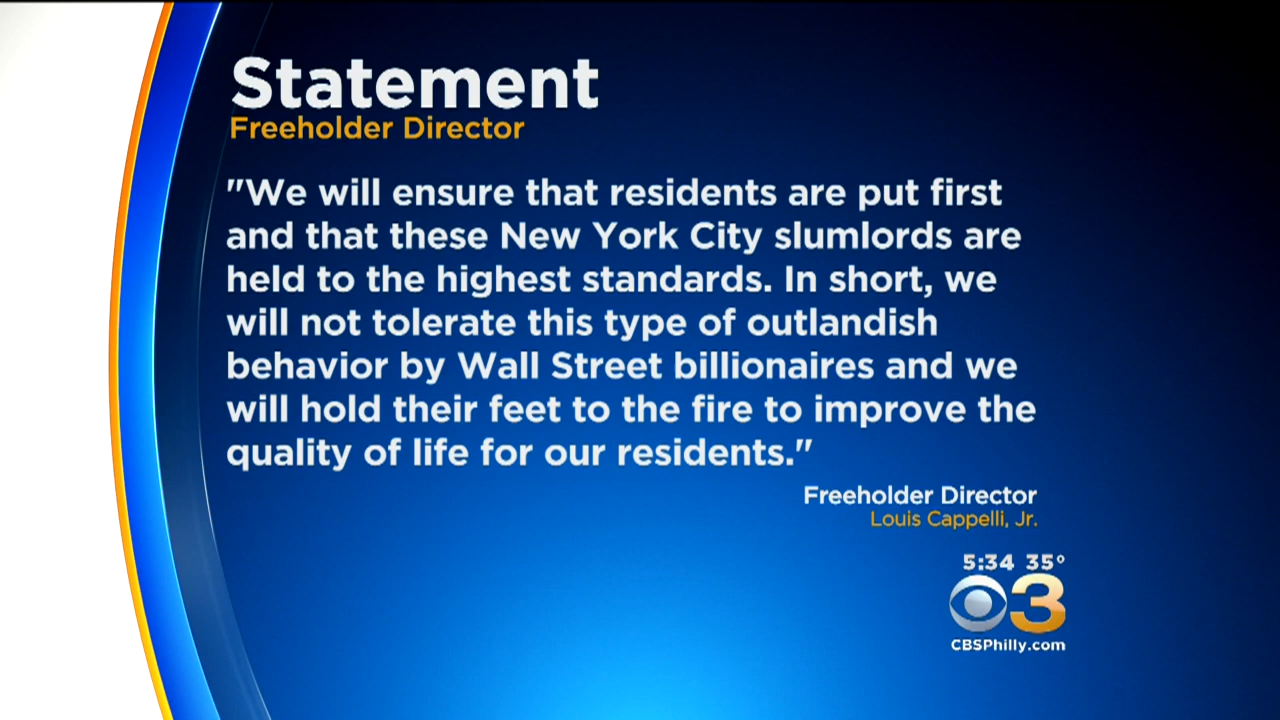 Statement
Freeholder Director
"We will ensure that residents are put first
and that these New York City slumlords are
held to the highest standards. In short, we
will not tolerate this type of outlandish
behavior by Wall Street billionaires and we
will hold their feet to the fire to improve the
quality of life for our residents."
Freeholder Director
Louis Cappelli, Jr.
5:34 35°
3
CBSPhilly.com